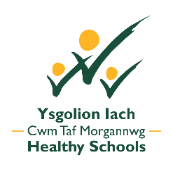 Ysgolion Iach
Cwm Taf Morgannwg
Healthy Schools